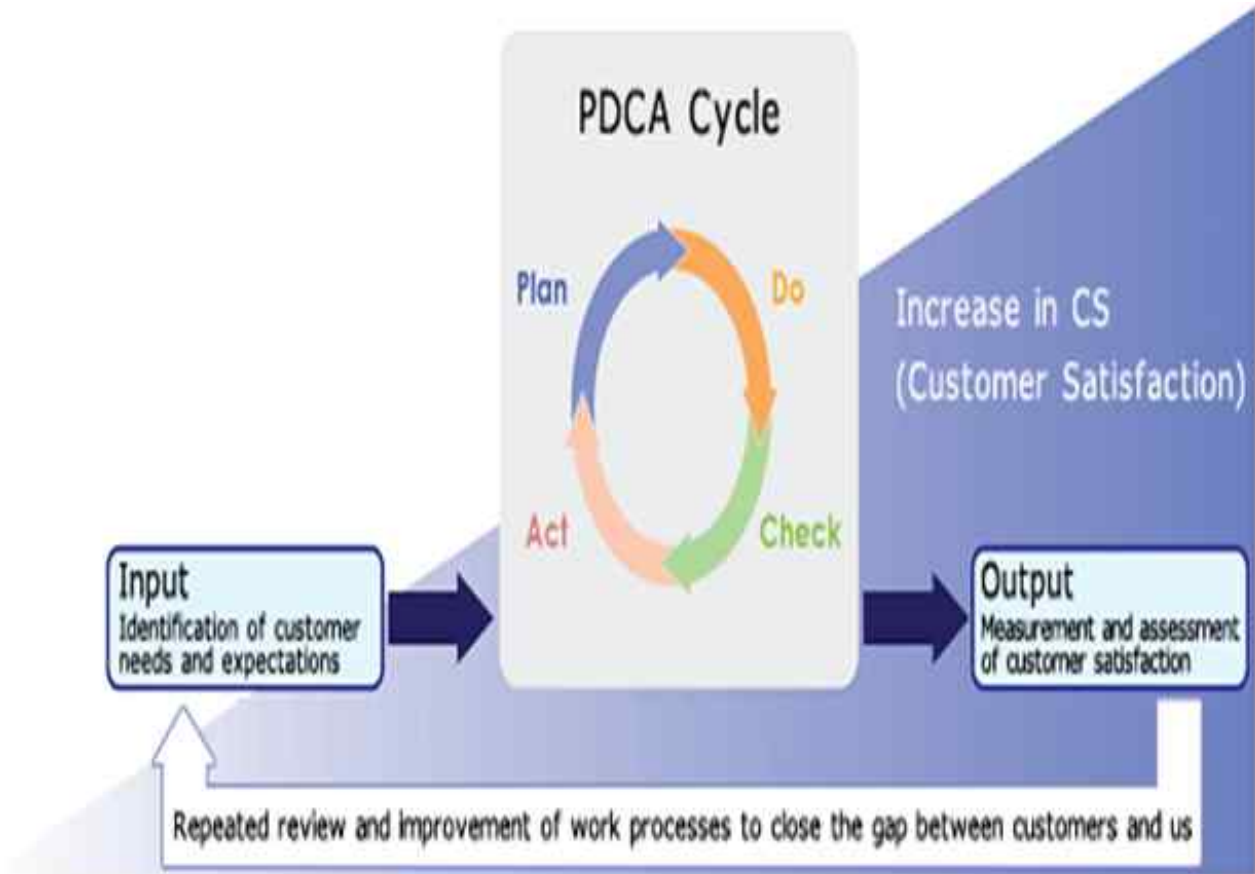 PDCA Cycle
Plan
Do
Act
Check
Increase in CS
(Customer Satisfaction)
Input
Identification of customer
needs and expectations
Output
Measurement and assessment
of customer satisfaction
Repeated review and improvement of work processes to close the gap between customers and us